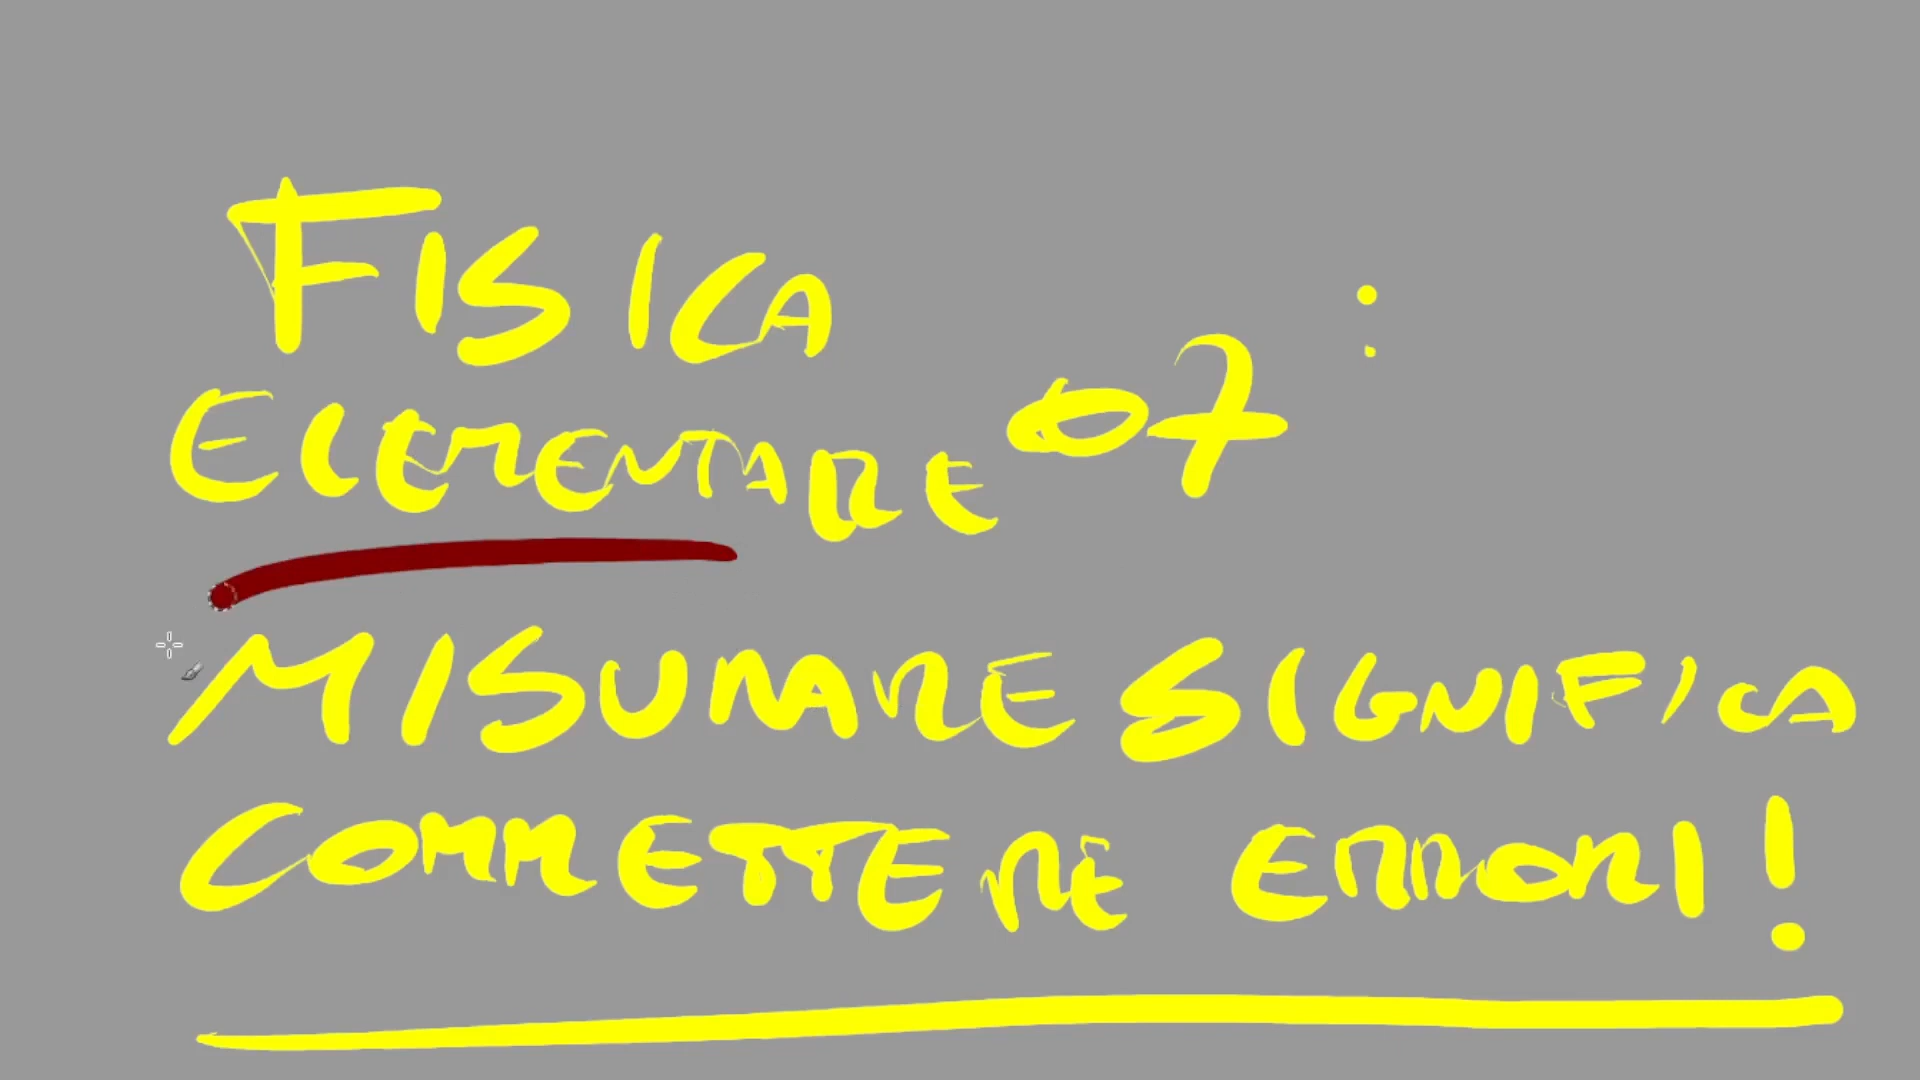 FISICA
ELEMENTARE 07 :
MISURARE SIGNIFICA
COMMETTERE ERRORI!